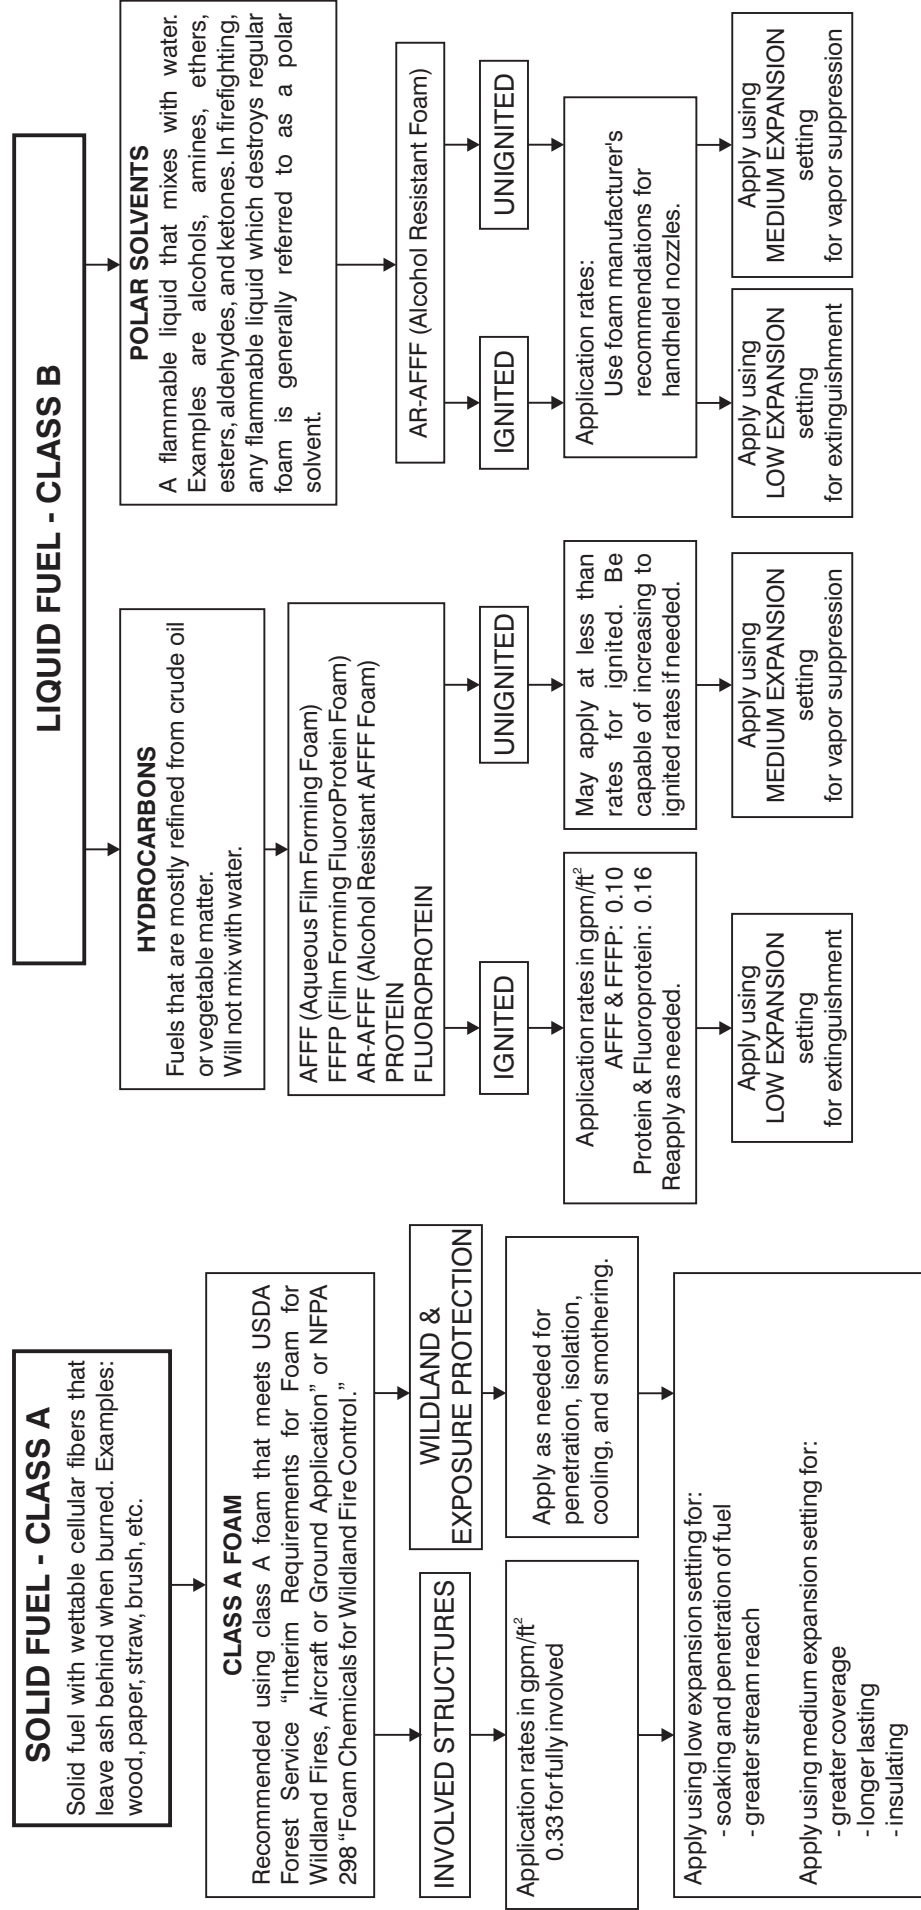 SOLID FUEL - CLASS A
Solid fuel with wettable cellular fibers that
leave ash behind when burned. Examples:
wood, paper, straw, brush, etc.
CLASS A FOAM
Recommended using class A foam that meets USDA
Forest Service “Interim Requirements for Foam for
Wildland Fires, Aircraft or Ground Application” or NFPA
298 “Foam Chemicals for Wildland Fire Control.”
INVOLVED STRUCTURES
Application rates in gpm/ft²
0.33 for fully involved
WILDLAND &
EXPOSURE PROTECTION
Apply as needed for
penetration, isolation,
cooling, and smothering.
Apply using low expansion setting for:
- soaking and penetration of fuel
- greater stream reach
Apply using medium expansion setting for:
- greater coverage
- longer lasting
- insulating
LIQUID FUEL - CLASS B
HYDROCARBONS
Fuels that are mostly refined from crude oil
or vegetable matter.
Will not mix with water.
AFFF (Aqueous Film Forming Foam)
FFFP (Film Forming FluoroProtein Foam)
AR-AFFF (Alcohol Resistant AFFF Foam)
PROTEIN
FLUOROPROTEIN
IGNITED
Application rates in gpm/ft²
AFFF & FFFP: 0.10
Protein & Fluoroprotein: 0.16
Reapply as needed.
Apply using
LOW EXPANSION
setting
for extinguishment
UNIGNITED
May apply at less than
rates for ignited. Be
capable of increasing to
ignited rates if needed.
Apply using
MEDIUM EXPANSION
setting
for vapor suppression
POLAR SOLVENTS
A flammable liquid that mixes with water.
Examples are alcohols, amines, ethers,
esters, aldehydes, and ketones. In firefighting,
any flammable liquid which destroys regular
foam is generally referred to as a polar
solvent.
AR-AFFF (Alcohol Resistant Foam)
IGNITED
UNIGNITED
Application rates:
Use foam manufacturer's
recommendations for
handheld nozzles.
Apply using
LOW EXPANSION
setting
for extinguishment
Apply using
MEDIUM EXPANSION
setting
for vapor suppression